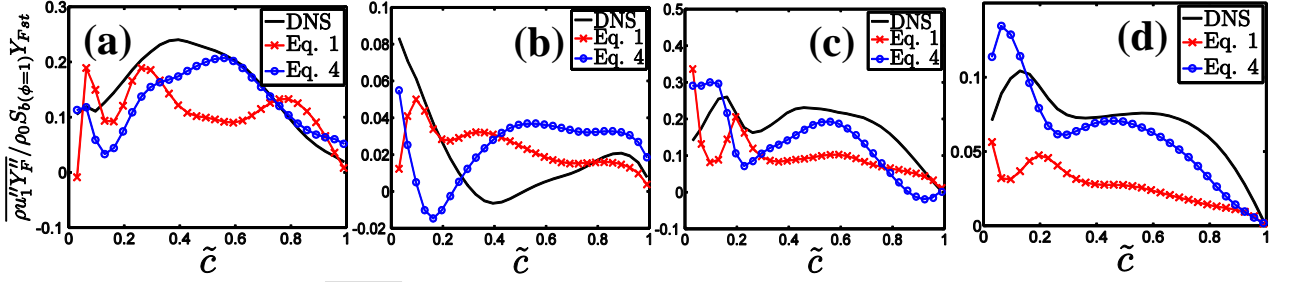 ρu₁''Y_F''/ρ₀S_b(ϕ=1)Y_Fst
(a)
DNS
Eq. 1
Eq. 4
0.3
0.2
0.1
0
-0.1
0 0.2 0.4 0.6 0.8 1
c̃
(b)
DNS
Eq. 1
Eq. 4
0.1
0.08
0.06
0.04
0.02
0
-0.02
0 0.2 0.4 0.6 0.8 1
c̃
(c)
DNS
Eq. 1
Eq. 4
0.5
0.4
0.3
0.2
0.1
0
-0.1
0 0.2 0.4 0.6 0.8 1
c̃
(d)
DNS
Eq. 1
Eq. 4
0.1
0.05
0
0 0.2 0.4 0.6 0.8 1
c̃